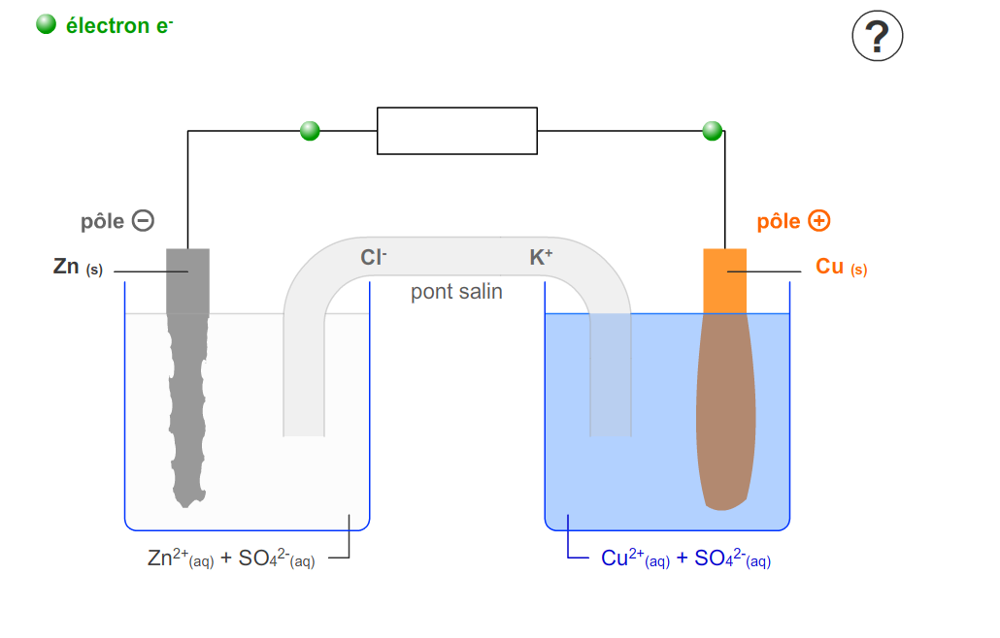 électron e⁻
?
pôle ⊖
pôle ⊕
Zn (s)
Cl⁻
K⁺
Cu (s)
pont salin
Zn²⁺(aq) + SO₄²⁻(aq)
Cu²⁺(aq) + SO₄²⁻(aq)